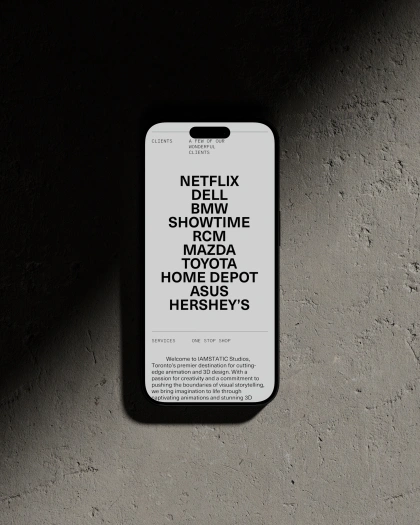 CLIENTS
A FEW OF OUR
WONDERFUL
CLIENTS
NETFLIX
DELL
BMW
SHOWTIME
RCM
MAZDA
TOYOTA
HOME DEPOT
ASUS
HERSHEY'S
SERVICES
ONE STOP SHOP
Welcome to IAMSTATIC Studios,
Toronto's premier destination for cutting-
edge animation and 3D design. With a
passion for creativity and a commitment to
pushing the boundaries of visual storytelling,
we bring imagination to life through
captivating animations and stunning 3D